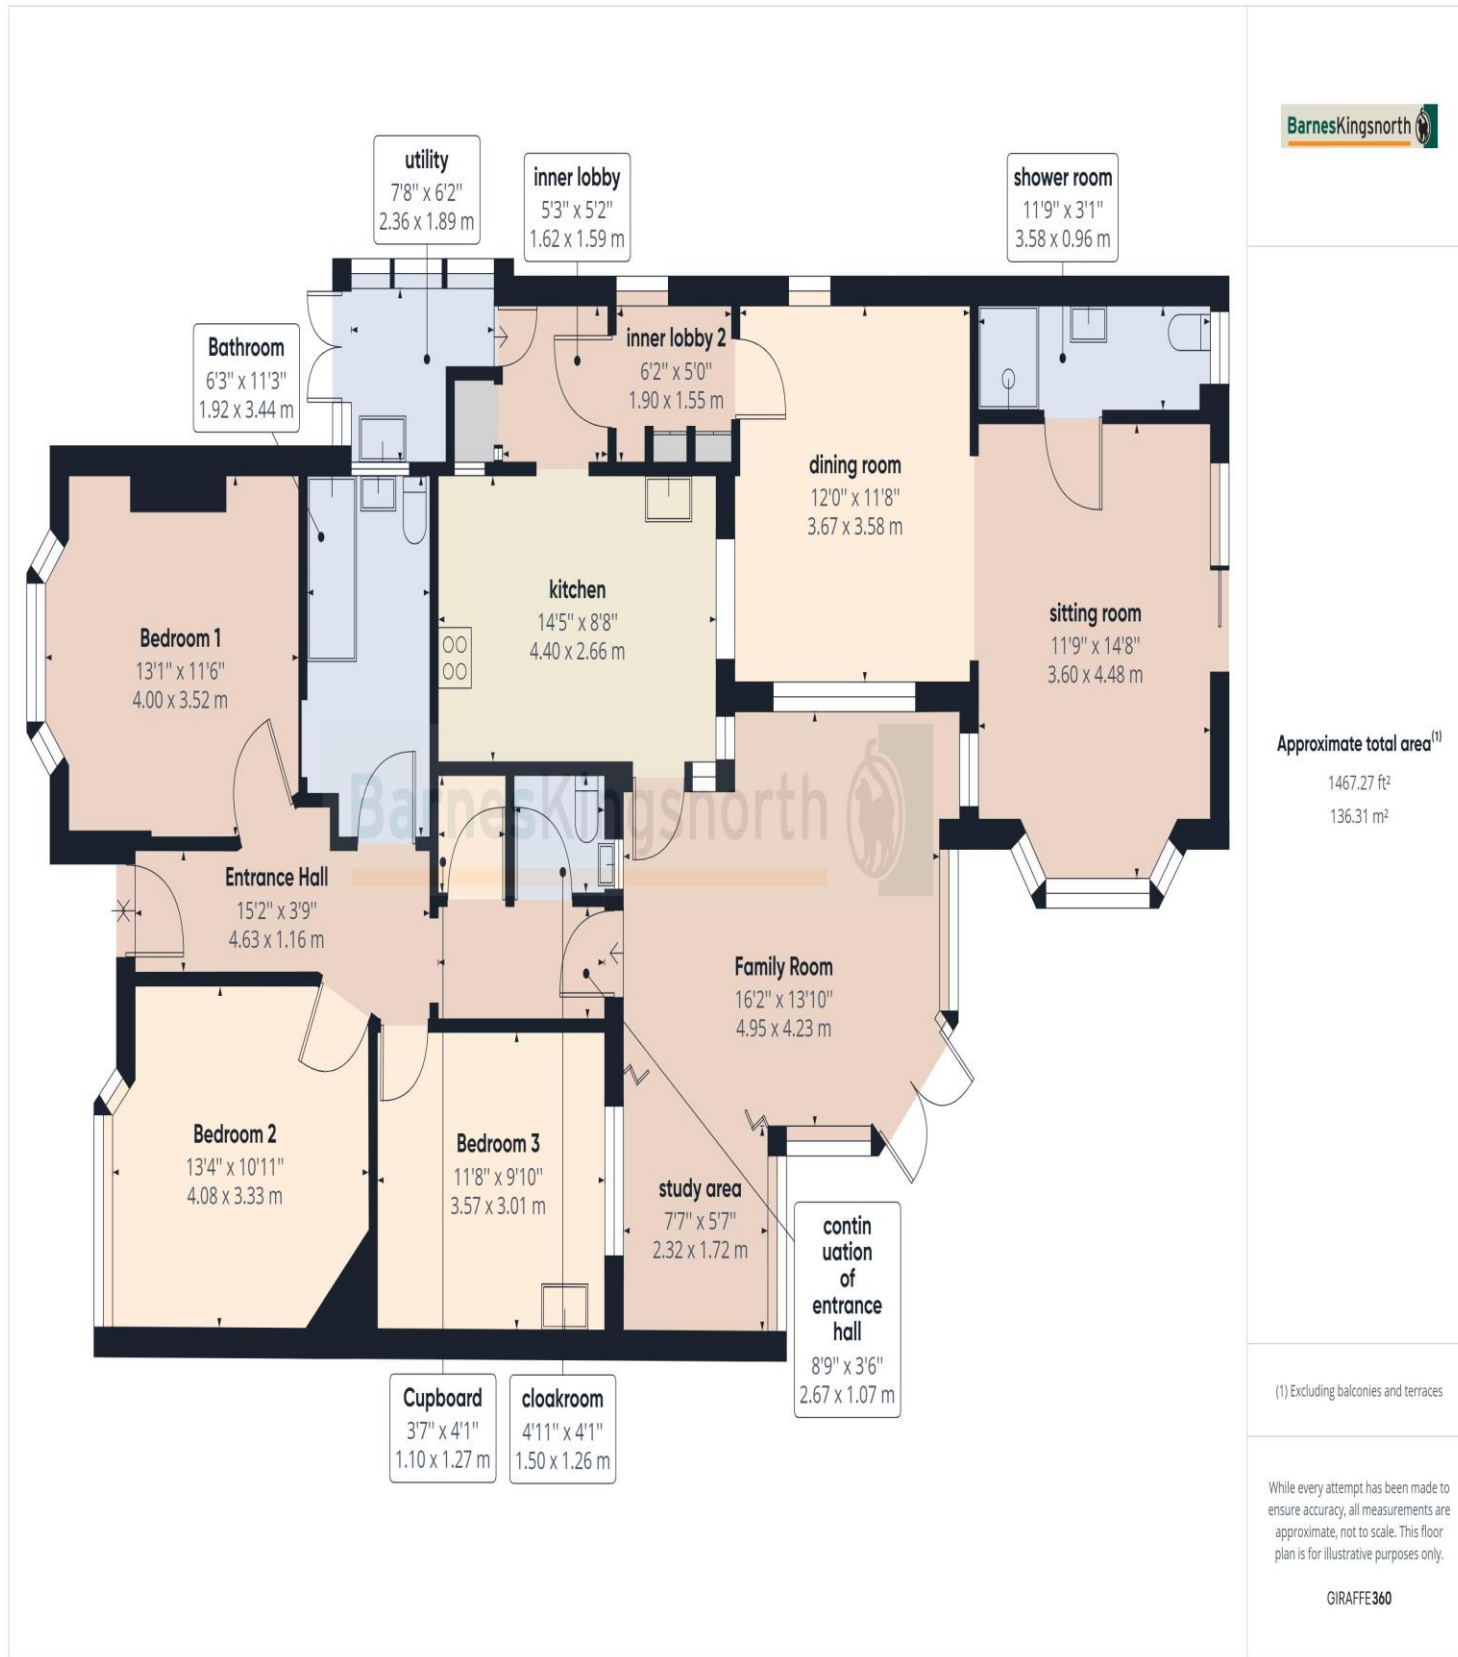 BarnesKingsnorth
utility
7'8" x 6'2"
2.36 x 1.89 m
inner lobby
5'3" x 5'2"
1.62 x 1.59 m
shower room
11'9" x 3'1"
3.58 x 0.96 m
Bathroom
6'3" x 11'3"
1.92 x 3.44 m
inner lobby 2
6'2" x 5'0"
1.90 x 1.55 m
dining room
12'0" x 11'8"
3.67 x 3.58 m
kitchen
14'5" x 8'8"
4.40 x 2.66 m
sitting room
11'9" x 14'8"
3.60 x 4.48 m
Bedroom 1
13'1" x 11'6"
4.00 x 3.52 m
BarnesKingsnorth
Entrance Hall
15'2" x 3'9"
4.63 x 1.16 m
Family Room
16'2" x 13'10"
4.95 x 4.23 m
Bedroom 2
13'4" x 10'11"
4.08 x 3.33 m
Bedroom 3
11'8" x 9'10"
3.57 x 3.01 m
study area
7'7" x 5'7"
2.32 x 1.72 m
contin
uation
of
entrance
hall
8'9" x 3'6"
2.67 x 1.07 m
Cupboard
3'7" x 4'1"
1.10 x 1.27 m
cloakroom
4'11" x 4'1"
1.50 x 1.26 m
Approximate total area(1)
1467.27 ft²
136.31 m²
(1) Excluding balconies and terraces
While every attempt has been made to
ensure accuracy, all measurements are
approximate, not to scale. This floor
plan is for illustrative purposes only.
GIRAFFE360